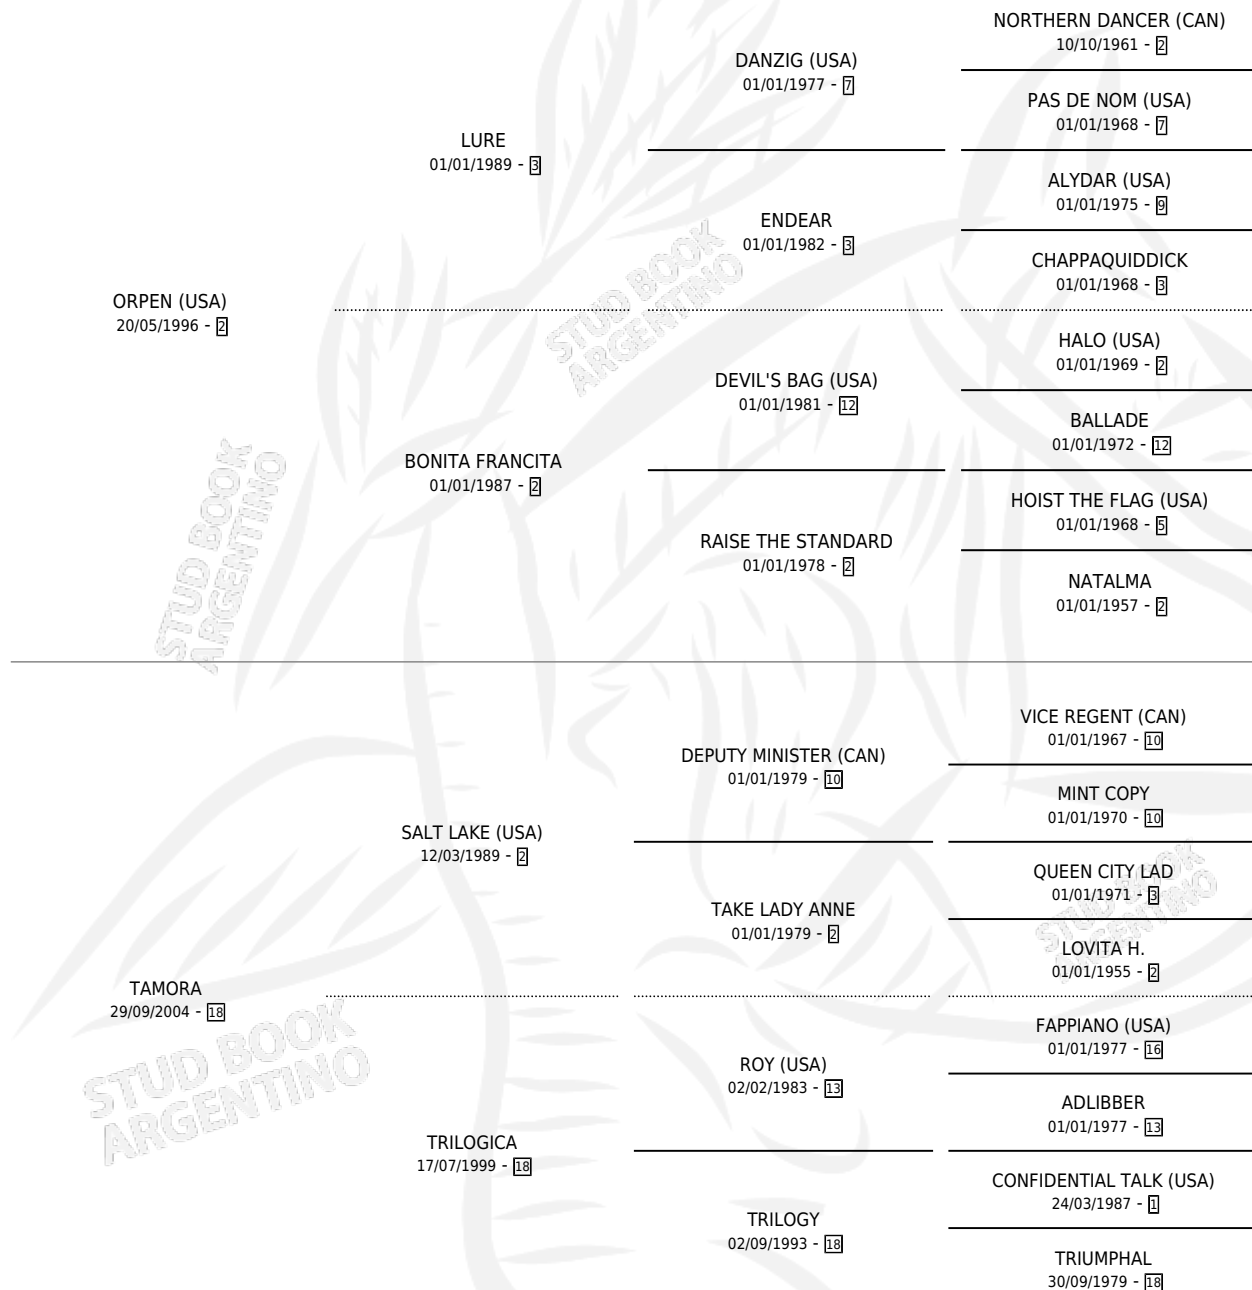 NORTHERN DANCER (CAN)
10/10/1961 - 2
DANZIG (USA)
01/01/1977 - 7
PAS DE NOM (USA)
01/01/1968 - 7
LURE
01/01/1989 - 3
ALYDAR (USA)
01/01/1975 - 9
ENDEAR
01/01/1982 - 3
CHAPPAQUIDDICK
01/01/1968 - 3
ORPEN (USA)
20/05/1996 - 2
HALO (USA)
01/01/1969 - 2
DEVIL'S BAG (USA)
01/01/1981 - 12
BALLADE
01/01/1972 - 12
BONITA FRANCITA
01/01/1987 - 2
HOIST THE FLAG (USA)
01/01/1968 - 5
RAISE THE STANDARD
01/01/1978 - 2
NATALMA
01/01/1957 - 2
VICE REGENT (CAN)
01/01/1967 - 10
DEPUTY MINISTER (CAN)
01/01/1979 - 10
MINT COPY
01/01/1970 - 10
SALT LAKE (USA)
12/03/1989 - 2
QUEEN CITY LAD
01/01/1971 - 3
TAKE LADY ANNE
01/01/1979 - 2
LOVITA H.
01/01/1955 - 2
TAMORA
29/09/2004 - 18
FAPPIANO (USA)
01/01/1977 - 16
ROY (USA)
02/02/1983 - 13
ADLIBBER
01/01/1977 - 13
TRILOGICA
17/07/1999 - 18
CONFIDENTIAL TALK (USA)
24/03/1987 - 1
TRILOGY
02/09/1993 - 18
TRIUMPHAL
30/09/1979 - 18
STUD BOOK
ARGENTINO
STUD BOOK
ARGENTINO
STUD BOOK
ARGENTINO
STUD BOOK
ARGENTINO